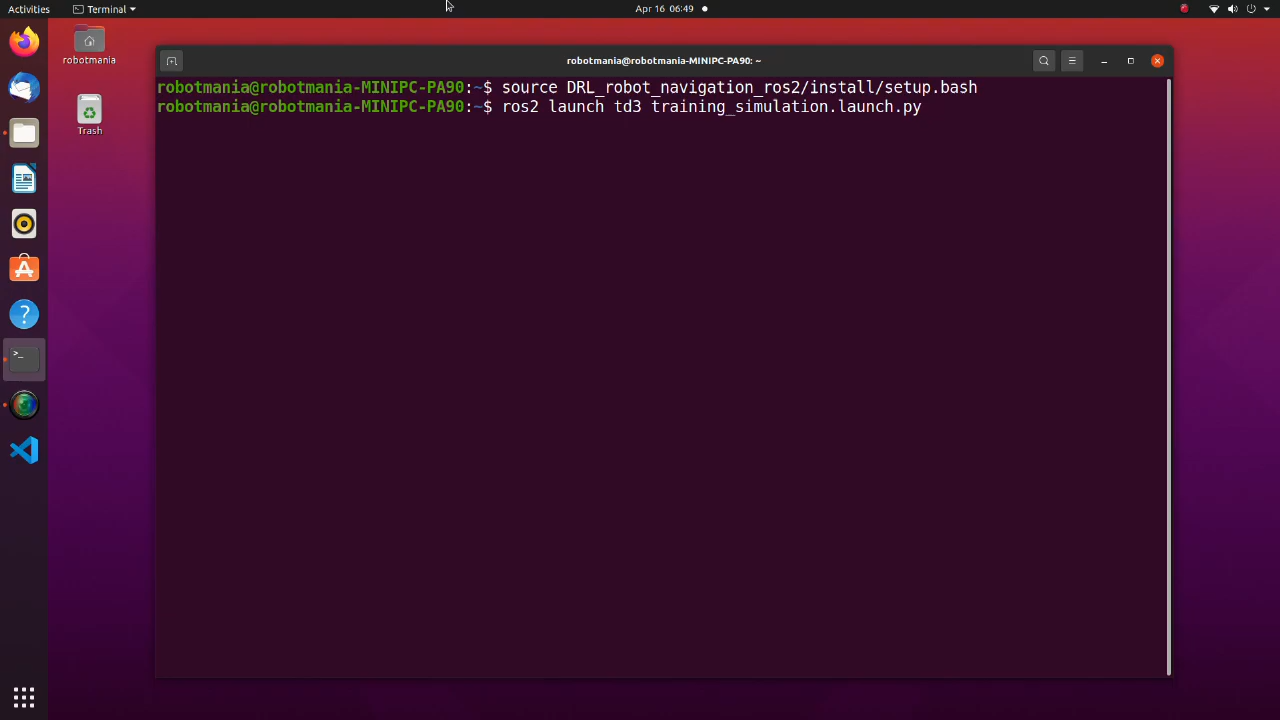 Activities
Terminal
Apr 16 06:49
robotmania
Trash
robotmania@robotmania-MINIPC-PA90: ~
robotmania@robotmania-MINIPC-PA90:~$ source DRL_robot_navigation_ros2/install/setup.bash
robotmania@robotmania-MINIPC-PA90:~$ ros2 launch td3 training_simulation.launch.py